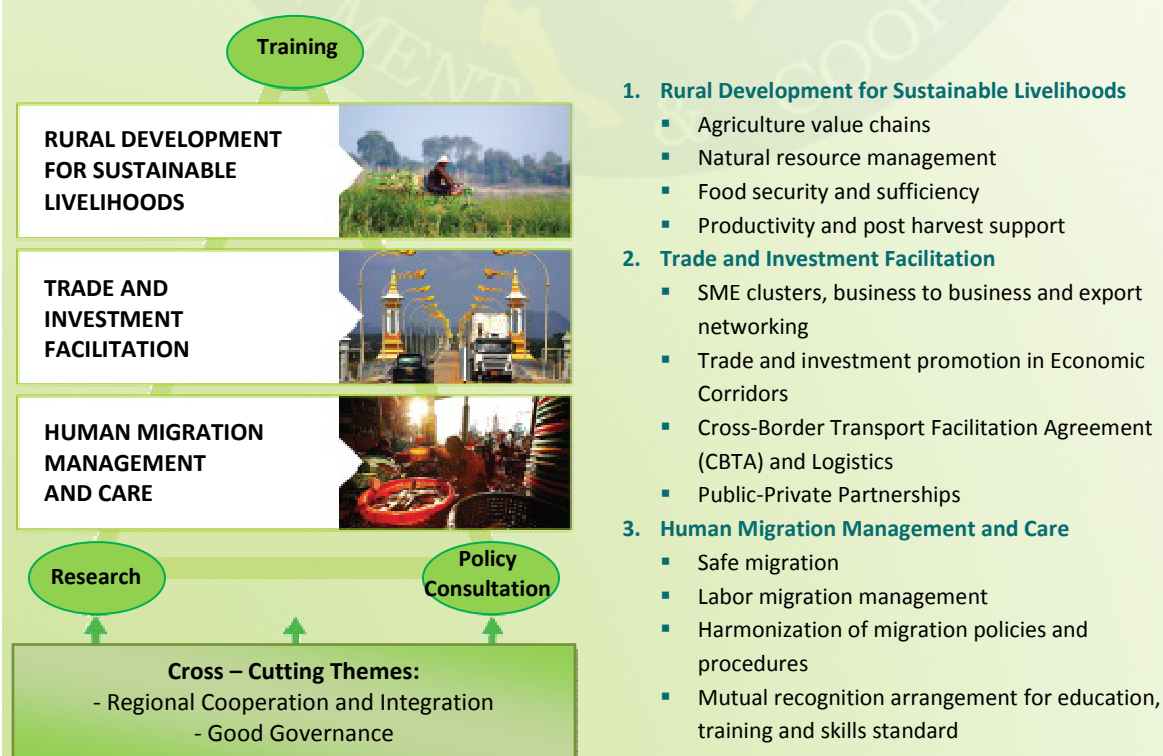 Training
RURAL DEVELOPMENT
FOR SUSTAINABLE
LIVELIHOODS
TRADE AND
INVESTMENT
FACILITATION
HUMAN MIGRATION
MANAGEMENT
AND CARE
Research
Policy
Consultation
Cross – Cutting Themes:
- Regional Cooperation and Integration
- Good Governance
1. Rural Development for Sustainable Livelihoods
▪ Agriculture value chains
▪ Natural resource management
▪ Food security and sufficiency
▪ Productivity and post harvest support
2. Trade and Investment Facilitation
▪ SME clusters, business to business and export
networking
▪ Trade and investment promotion in Economic
Corridors
▪ Cross-Border Transport Facilitation Agreement
(CBTA) and Logistics
▪ Public-Private Partnerships
3. Human Migration Management and Care
▪ Safe migration
▪ Labor migration management
▪ Harmonization of migration policies and
procedures
▪ Mutual recognition arrangement for education,
training and skills standard